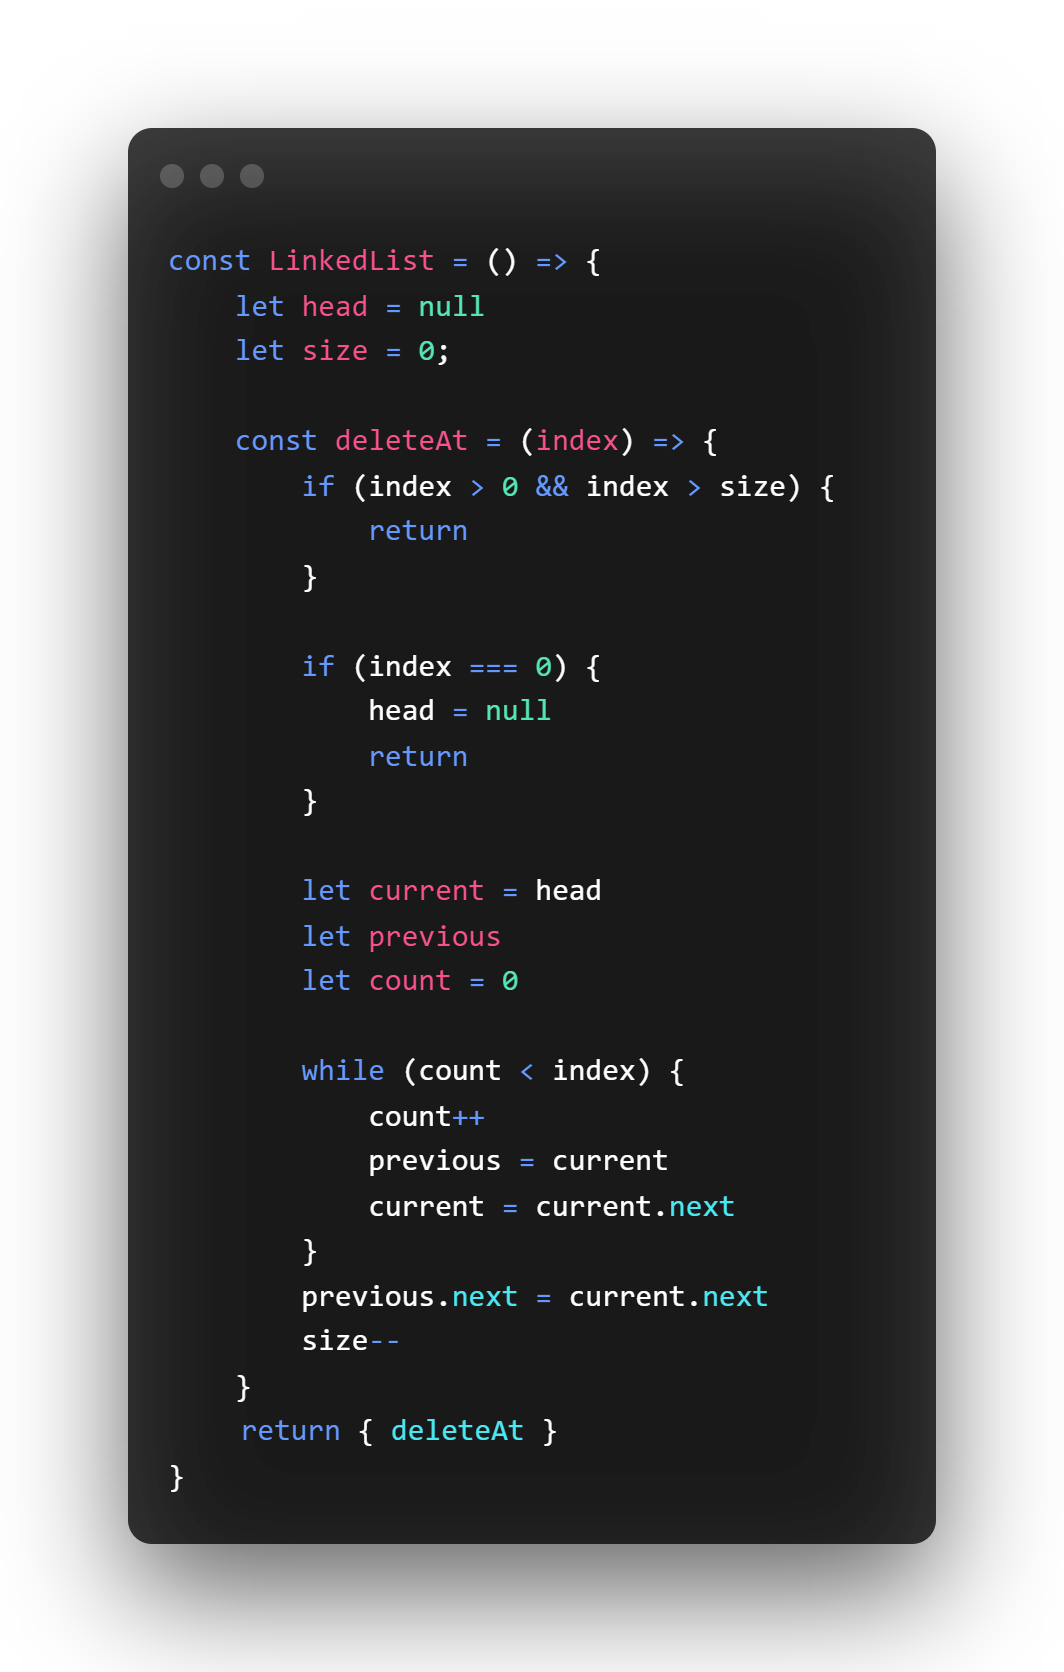 const LinkedList = () => {
    let head = null
    let size = 0;

    const deleteAt = (index) => {
        if (index > 0 && index > size) {
            return
        }

        if (index === 0) {
            head = null
            return
        }

        let current = head
        let previous
        let count = 0

        while (count < index) {
            count++
            previous = current
            current = current.next
        }
        previous.next = current.next
        size--
    }
    return { deleteAt }
}